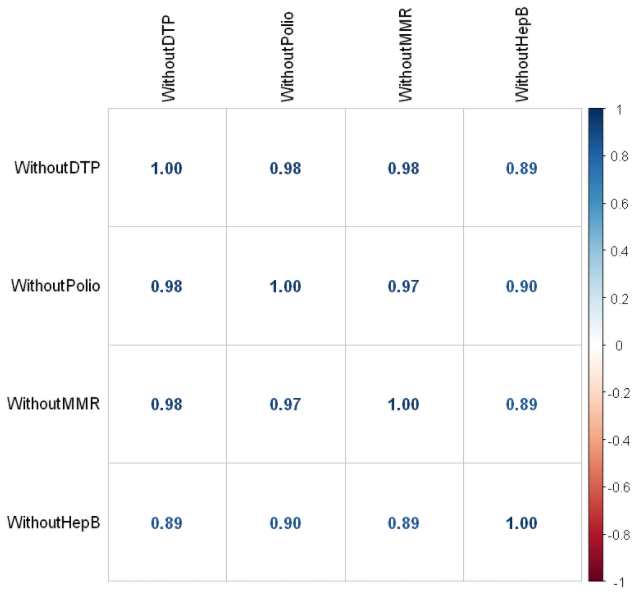 WithoutDTP WithoutPolio WithoutMMR WithoutHepB
WithoutDTP 1.00 0.98 0.98 0.89
WithoutPolio 0.98 1.00 0.97 0.90
WithoutMMR 0.98 0.97 1.00 0.89
WithoutHepB 0.89 0.90 0.89 1.00
1
0.8
0.6
0.4
0.2
0
-0.2
-0.4
-0.6
-0.8
-1